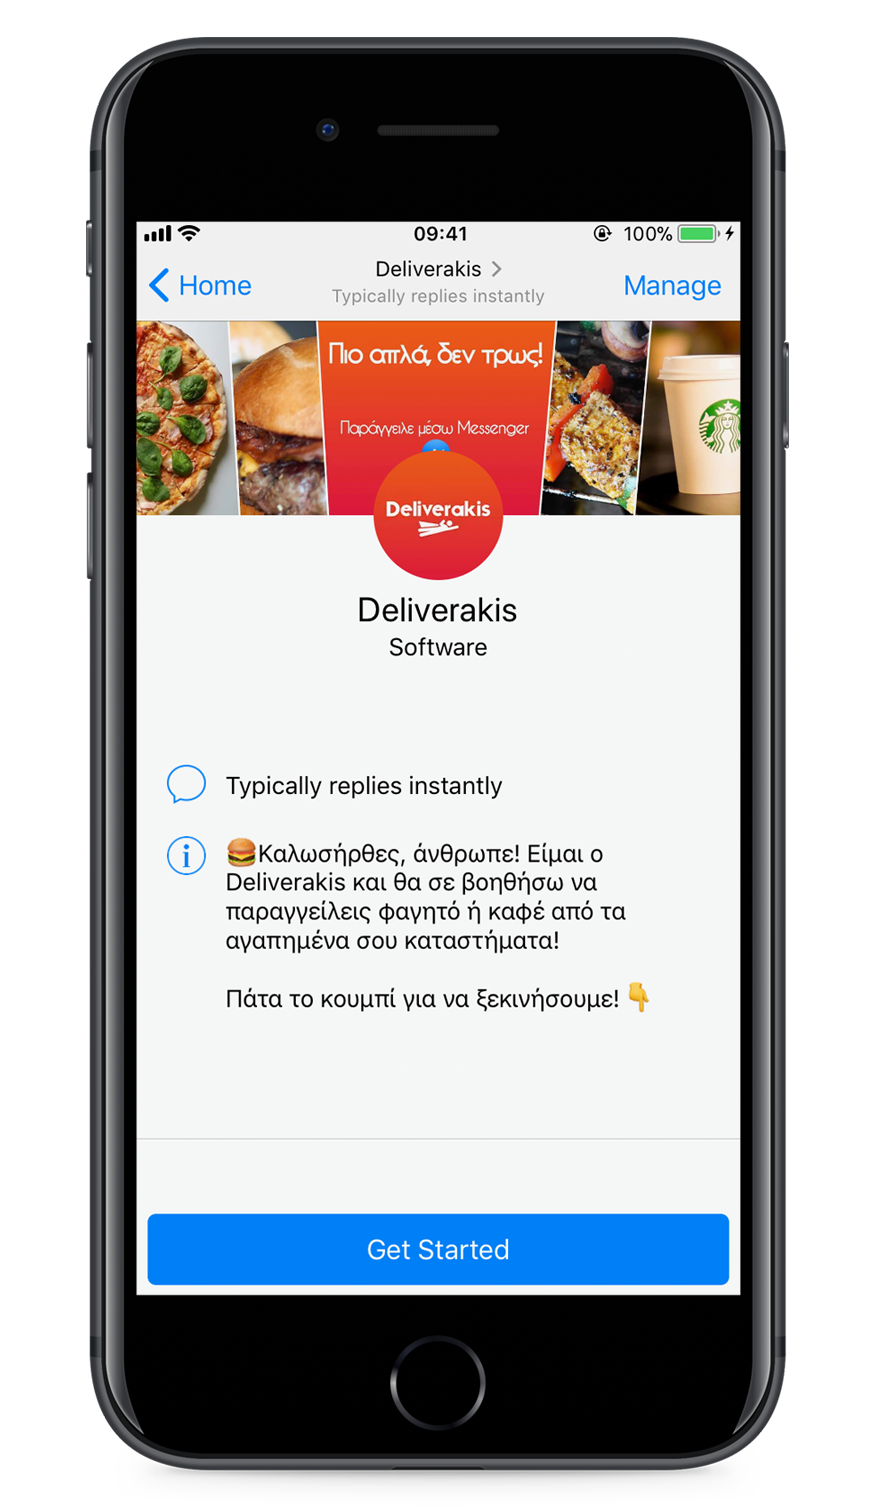 09:41
100%
Home
Deliverakis
Manage
Typically replies instantly
Πιο απλά, δεν τρως!
Παράγγειλε μέσω Messenger
Deliverakis
Deliverakis
Software
Typically replies instantly
🍔Καλωσήρθες, άνθρωπε! Είμαι ο
Deliverakis και θα σε βοηθήσω να
παραγγείλεις φαγητό ή καφέ από τα
αγαπημένα σου καταστήματα!
Πάτα το κουμπί για να ξεκινήσουμε! 👇
Get Started